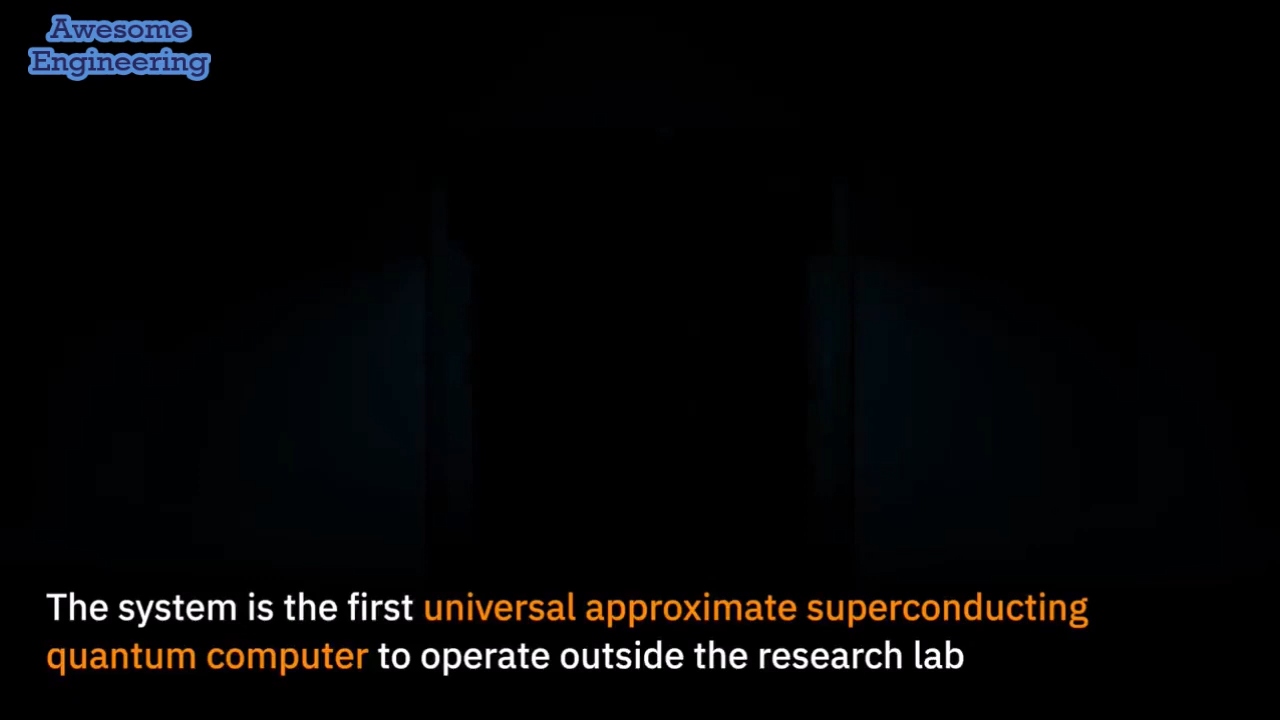 Awesome
Engineering
The system is the first universal approximate superconducting
quantum computer to operate outside the research lab